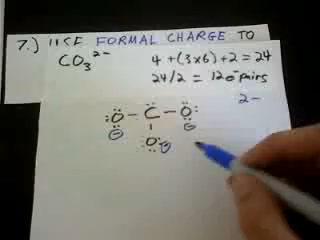 7.) USE FORMAL CHARGE TO
CO3 2- 4 + (3x6) + 2 = 24
24/2 = 12 e- pairs
2-
:O - C - O:
O